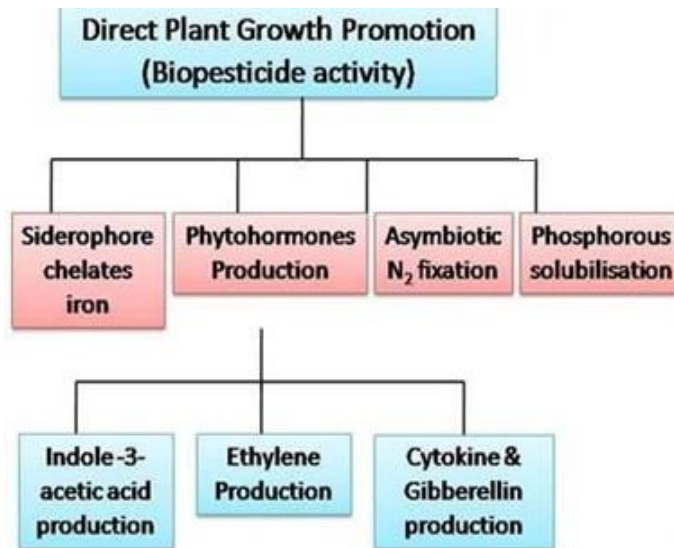 Direct Plant Growth Promotion
(Biopesticide activity)
Siderophore
chelates
iron
Phytohormones
Production
Asymbiotic
N₂ fixation
Phosphorous
solubilisation
Indole -3-
acetic acid
production
Ethylene
Production
Cytokine &
Gibberellin
production